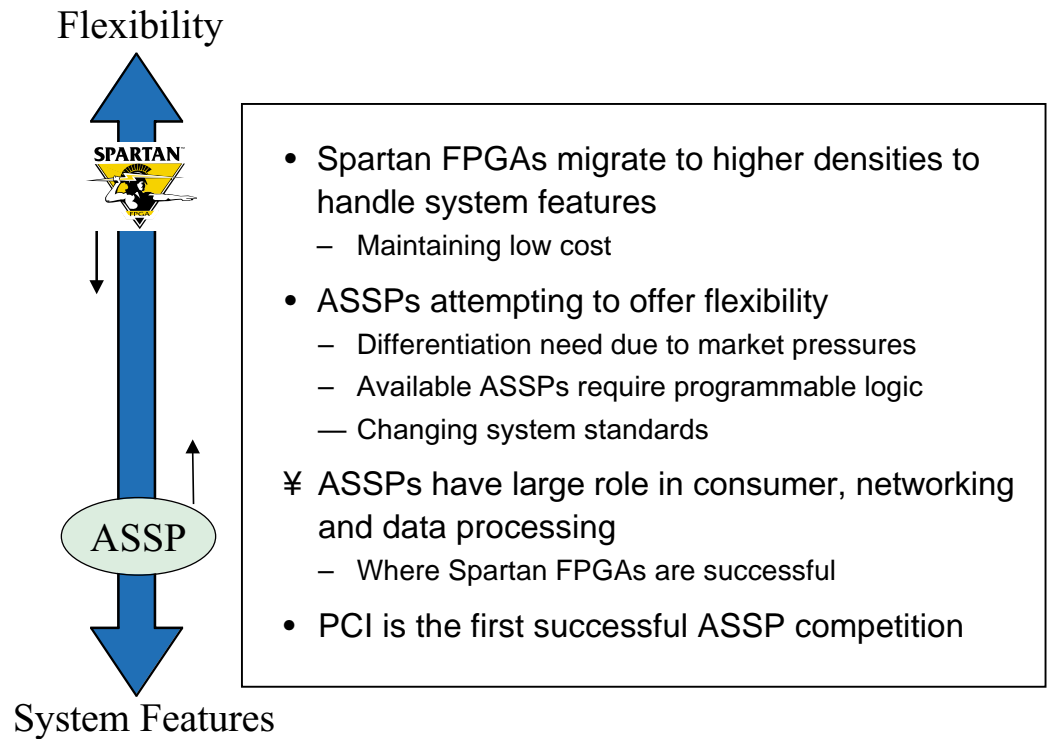 Flexibility
SPARTAN
FPGA
• Spartan FPGAs migrate to higher densities to
handle system features
– Maintaining low cost
• ASSPs attempting to offer flexibility
– Differentiation need due to market pressures
– Available ASSPs require programmable logic
— Changing system standards
¥ ASSPs have large role in consumer, networking
and data processing
– Where Spartan FPGAs are successful
• PCI is the first successful ASSP competition
ASSP
System Features